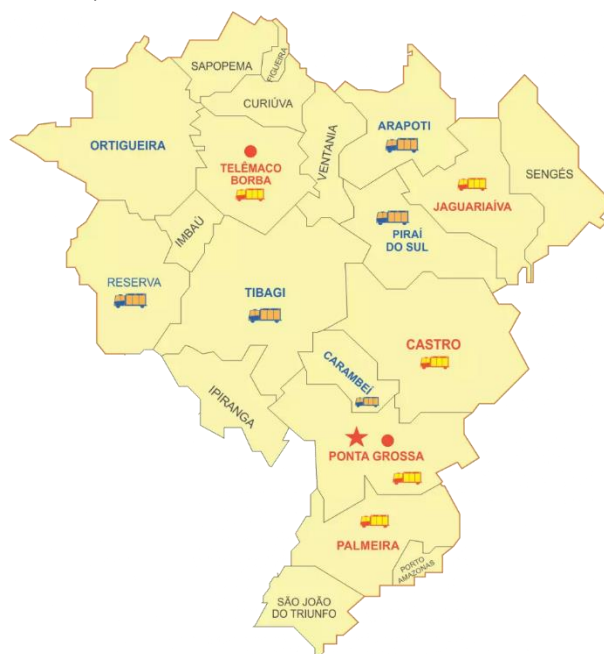 SAPOPEMA
FIGUEIRA
CURIÚVA
ORTIGUEIRA
TELÊMACO
BORBA
VENTANIA
ARAPOTI
JAGUARIAÍVA
SENGÉS
IMBAÚ
PIRAÍ
DO SUL
RESERVA
TIBAGI
CASTRO
CARAMBEÍ
IPIRANGA
PONTA GROSSA
PALMEIRA
PORTO
AMAZONAS
SÃO JOÃO
DO TRIUNFO